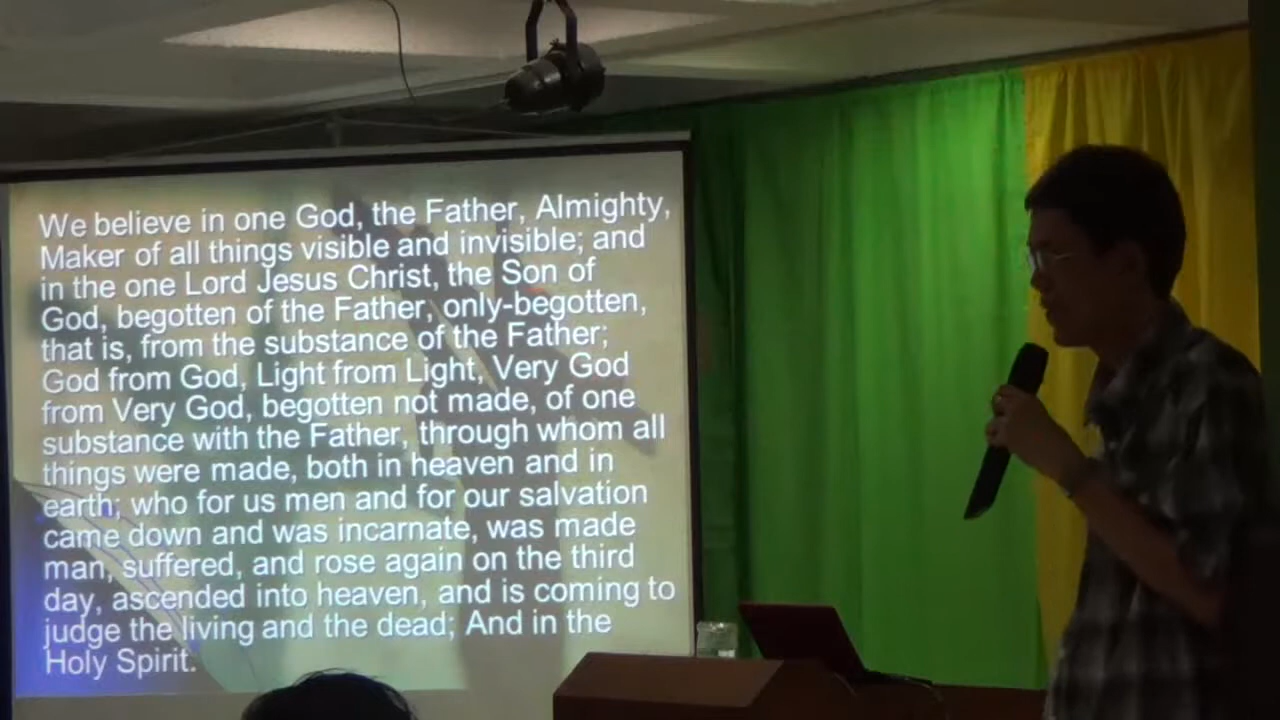 We believe in one God, the Father, Almighty,
Maker of all things visible and invisible; and
in the one Lord Jesus Christ, the Son of
God, begotten of the Father, only-begotten,
that is, from the substance of the Father;
God from God, Light from Light, Very God
from Very God, begotten not made, of one
substance with the Father, through whom all
things were made, both in heaven and in
earth; who for us men and for our salvation
came down and was incarnate, was made
man, suffered, and rose again on the third
day, ascended into heaven, and is coming to
judge the living and the dead; And in the
Holy Spirit.